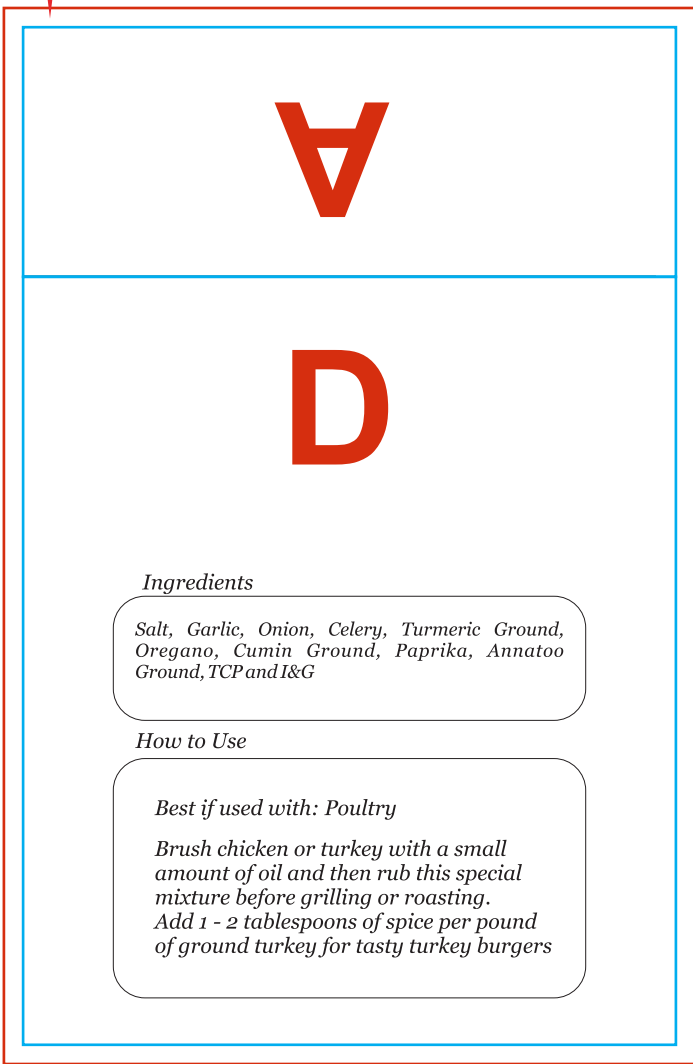 A
D
Ingredients
Salt, Garlic, Onion, Celery, Turmeric Ground,
Oregano, Cumin Ground, Paprika, Annatoo
Ground, TCP and I&G
How to Use
Best if used with: Poultry
Brush chicken or turkey with a small
amount of oil and then rub this special
mixture before grilling or roasting.
Add 1 - 2 tablespoons of spice per pound
of ground turkey for tasty turkey burgers